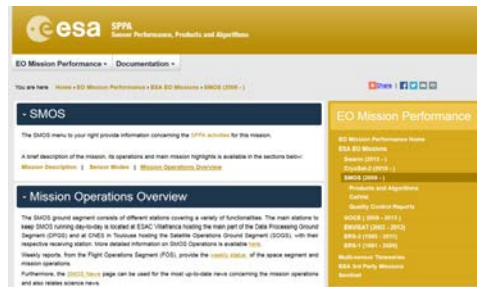 esa SPPA
Sensor Performance, Products and Algorithms
EO Mission Performance Documentation
You are here Home EO Mission Performance ESA EO Missions SMOS (2009 - )
Share
- SMOS
The SMOS menu to your right provide information concerning the SPPA activities for this mission.
A brief description of the mission, its operations and main mission highlights is available in the sections below:
Mission Description | Sensor Modes | Mission Operations Overview
- Mission Operations Overview
The SMOS ground segment consists of different stations covering a variety of functionalities. The main stations to
keep SMOS running day-to-day is located at ESAC Villafranca hosting the main part of the Data Processing Ground
Segment (DPGS) and at CNES in Toulouse hosting the Satellite Operations Ground Segment (SOGS), with their
respective receiving station. More detailed information on SMOS Operations is available here.
Weekly reports, from the Flight Operations Segment (FOS), provide the weekly status of the space segment and
mission operations.
Furthermore, the SMOS News page can be used for the most up-to-date news concerning the mission operations
and also relates science news.
EO Mission Performance
EO Mission Performance Home
ESA EO Missions
Swarm (2013 - )
CryoSat-2 (2010 - )
SMOS (2009 - )
Products and Algorithms
Cal/Val
Quality Control Reports
GOCE ( 2009 - 2013 )
ENVISAT (2002 - 2012)
ERS-2 (1995 - 2011)
ERS-1 (1991 - 2000)
Multisensor Timeseries
ESA 3rd Party Missions
Sentinel